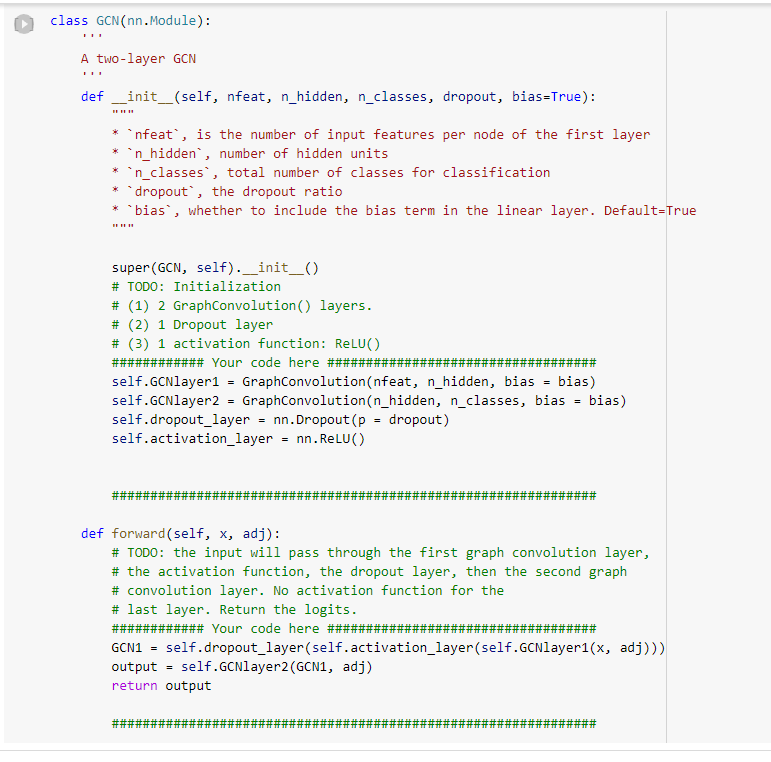 class GCN(nn.Module):
    '''
    A two-layer GCN
    '''
    def __init__(self, nfeat, n_hidden, n_classes, dropout, bias=True):
        """
        * `nfeat`, is the number of input features per node of the first layer
        * `n_hidden`, number of hidden units
        * `n_classes`, total number of classes for classification
        * `dropout`, the dropout ratio
        * `bias`, whether to include the bias term in the linear layer. Default=True
        """

        super(GCN, self).__init__()
        # TODO: Initialization
        # (1) 2 GraphConvolution() layers.
        # (2) 1 Dropout layer
        # (3) 1 activation function: ReLU()
        ############ Your code here ###################################
        self.GCNlayer1 = GraphConvolution(nfeat, n_hidden, bias = bias)
        self.GCNlayer2 = GraphConvolution(n_hidden, n_classes, bias = bias)
        self.dropout_layer = nn.Dropout(p = dropout)
        self.activation_layer = nn.ReLU()


        ###############################################################

    def forward(self, x, adj):
        # TODO: the input will pass through the first graph convolution layer,
        # the activation function, the dropout layer, then the second graph
        # convolution layer. No activation function for the
        # last layer. Return the logits.
        ############ Your code here ###################################
        GCN1 = self.dropout_layer(self.activation_layer(self.GCNlayer1(x, adj)))
        output = self.GCNlayer2(GCN1, adj)
        return output

        ###############################################################